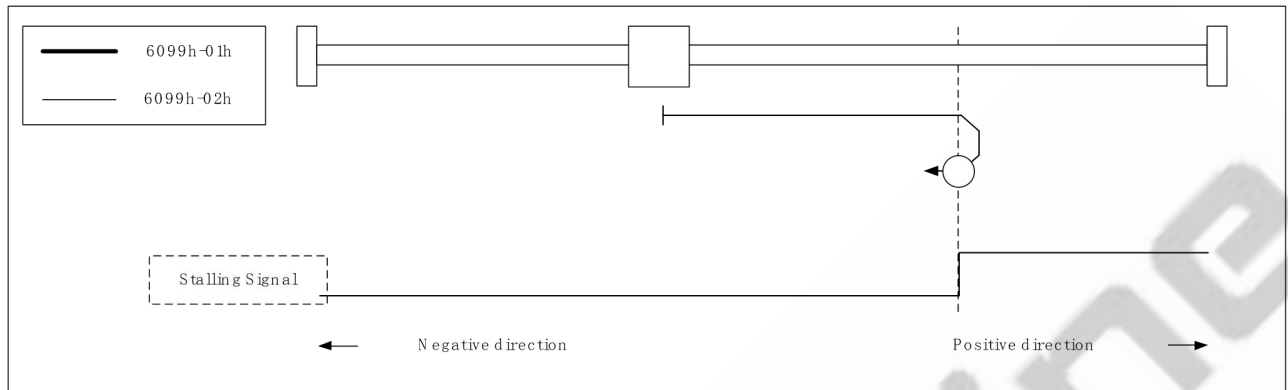 6099h-01h
6099h-02h
Stalling Signal
Negative direction
Positive direction